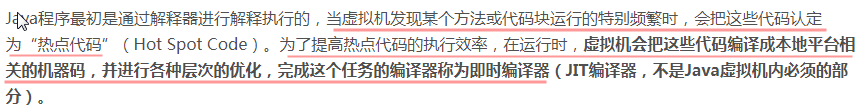 Java程序最初是通过解释器进行解释执行的，当虚拟机发现某个方法或代码块运行的特别频繁时，会把这些代码认定
为“热点代码”（Hot Spot Code）。为了提高热点代码的执行效率，在运行时，虚拟机会把这些代码编译成本地平台相
关的机器码，并进行各种层次的优化，完成这个任务的编译器称为即时编译器（JIT编译器，不是Java虚拟机内必须的部
分）。